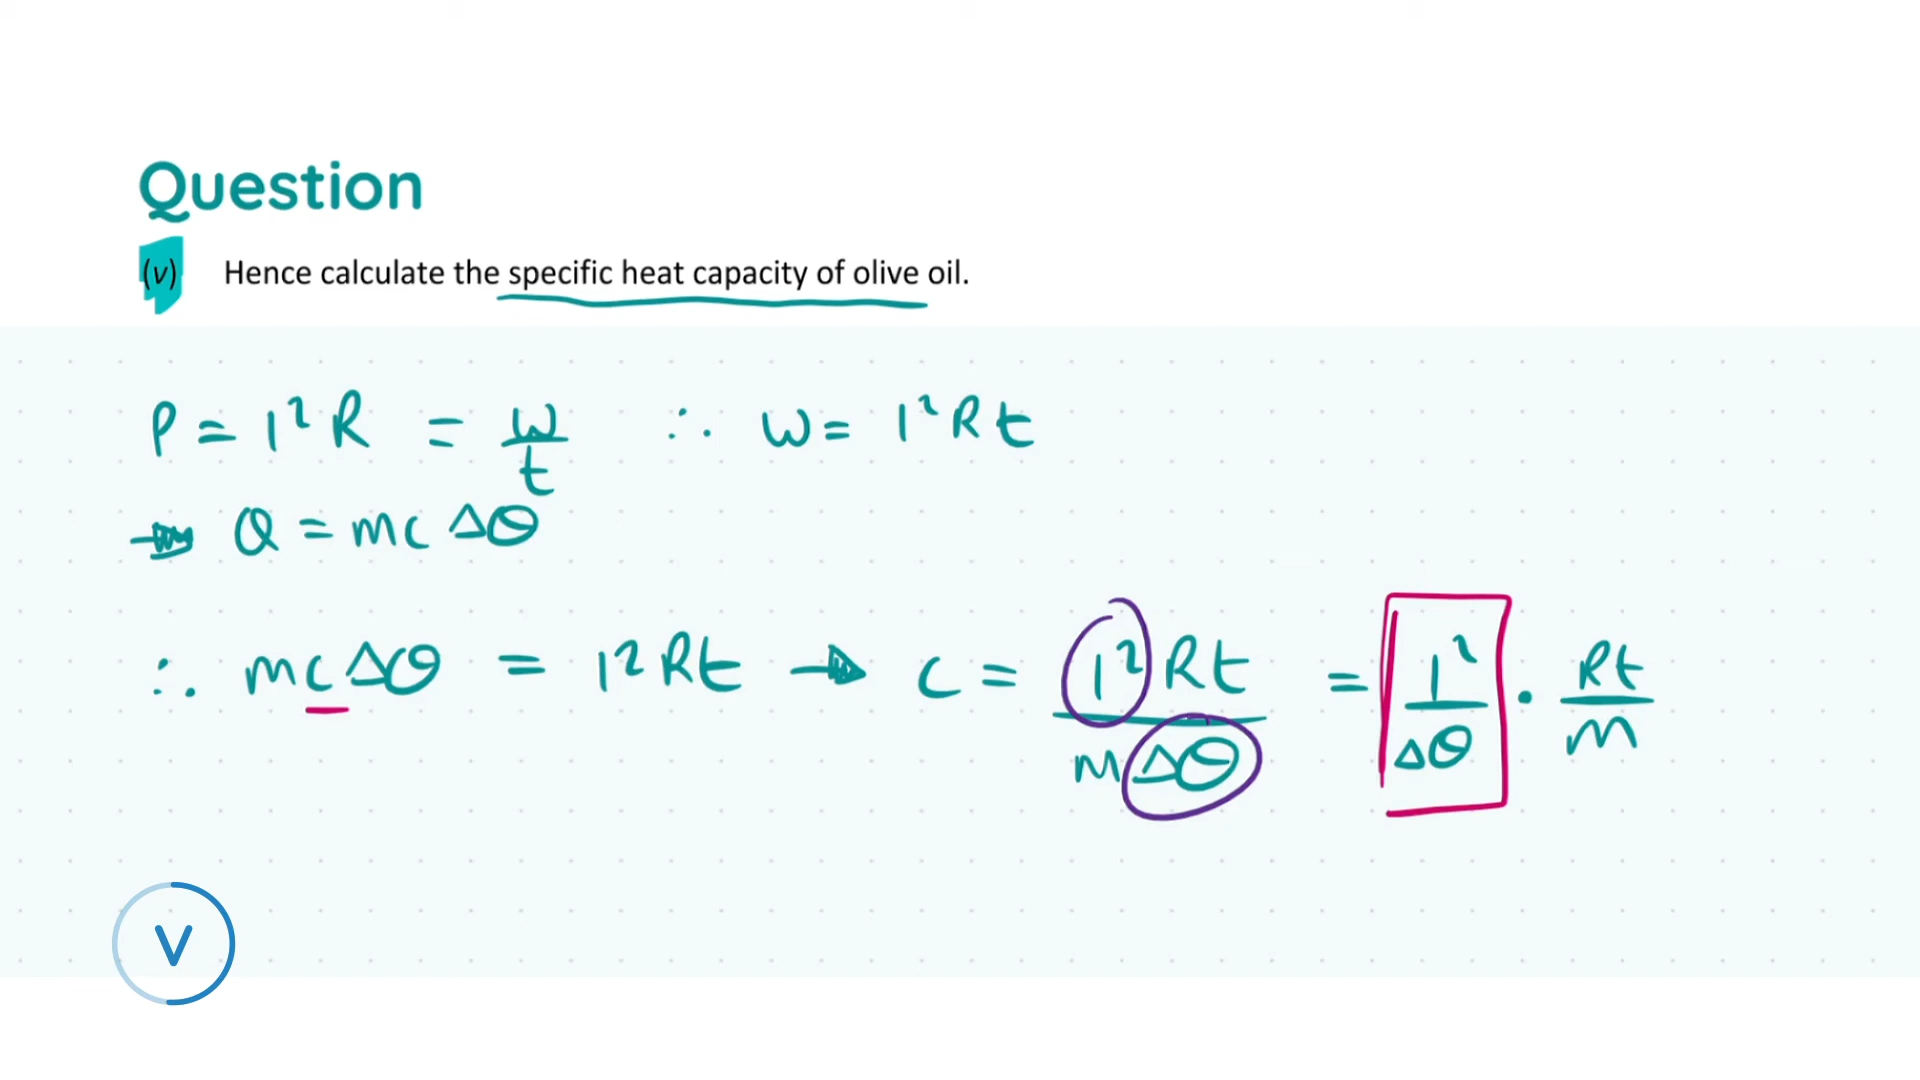 Question
(v) Hence calculate the specific heat capacity of olive oil.
P = I²R = W/t ∴ W = I²Rt
→ Q = mcΔθ
∴ mcΔθ = I²Rt → c = I²Rt/mΔθ = I²/Δθ · Rt/m
V